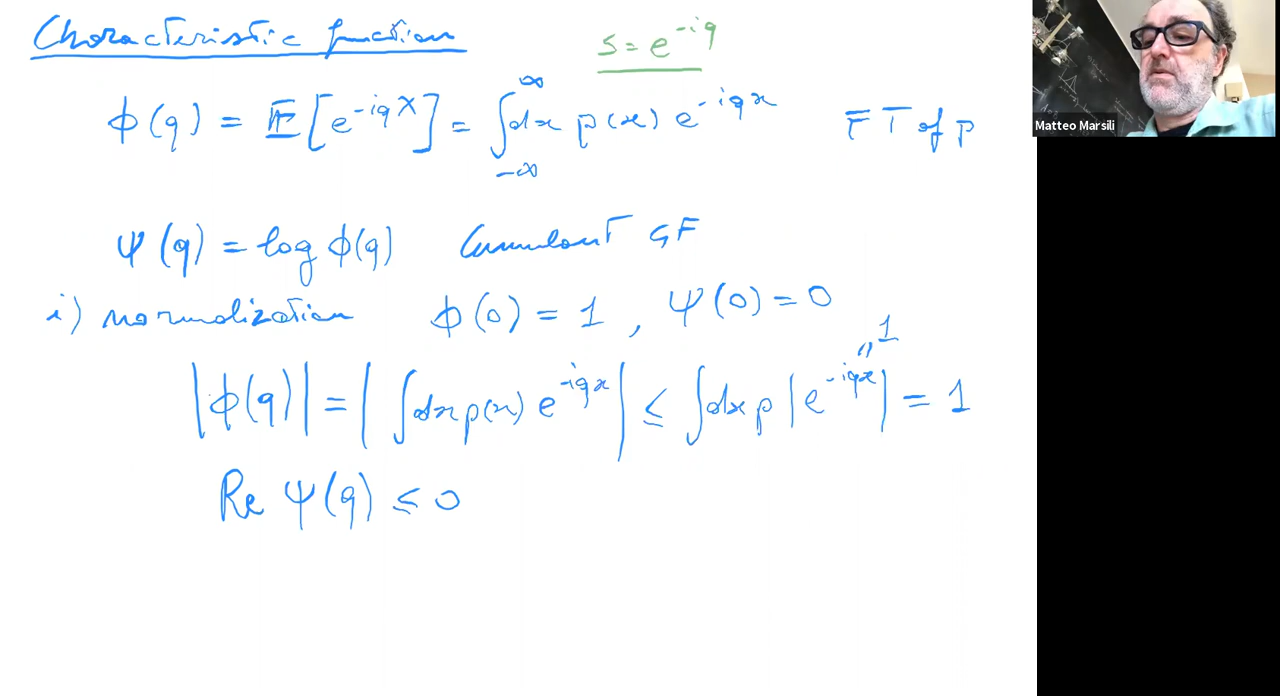 Characteristic function
s = e^{-iq}
ϕ(q) = E[e^{-iqX}] = ∫_{-∞}^{∞} dx p(x) e^{-iqx} FT of p
ψ(q) = log ϕ(q) Cumulant GF
i) normalization ϕ(0) = 1, ψ(0) = 0
|ϕ(q)| = |∫dx p(x) e^{-iqx}| ≤ ∫dx p |e^{-iqx}| = 1
" 1
Re ψ(q) ≤ 0
Matteo Marsili